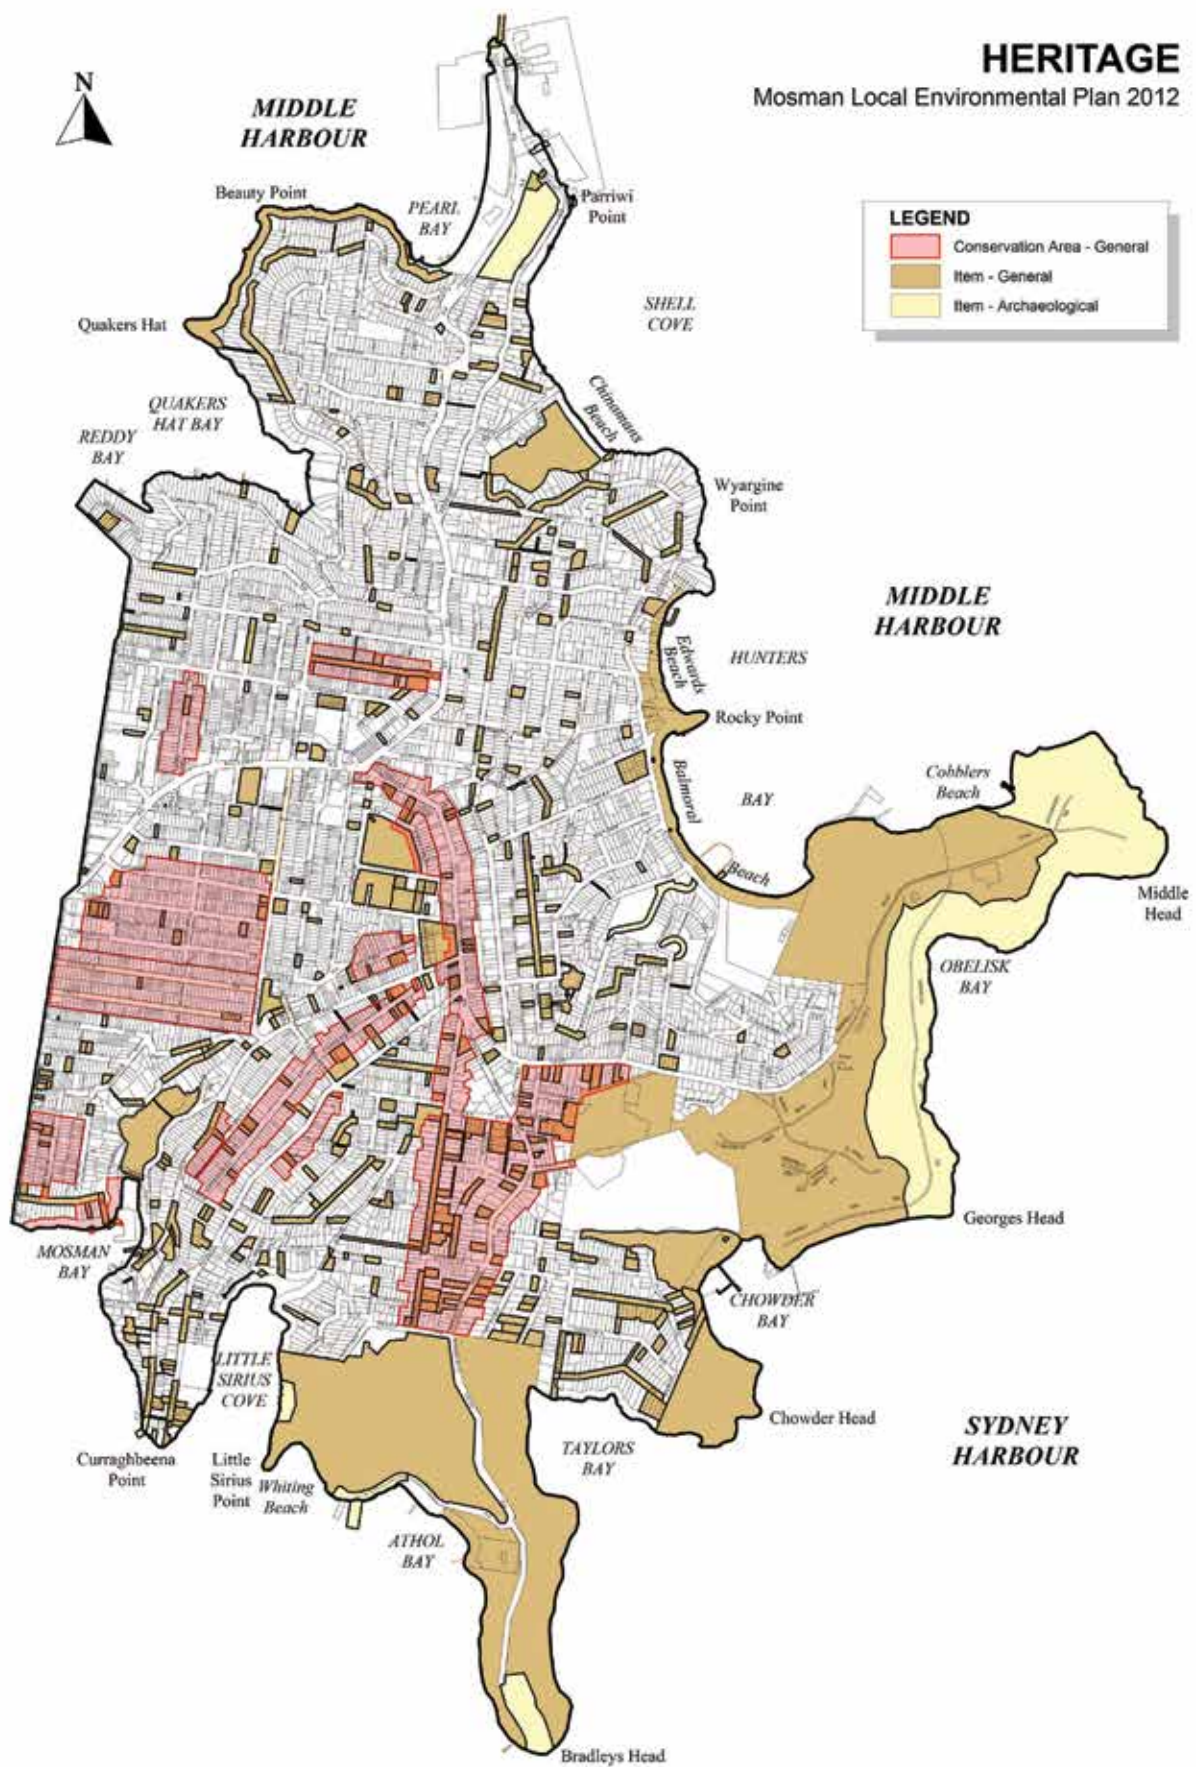 HERITAGE
Mosman Local Environmental Plan 2012
N
MIDDLE
HARBOUR
Beauty Point
PEARL
BAY
Parriwi
Point
LEGEND
Conservation Area - General
Item - General
Item - Archaeological
Quakers Hat
SHELL
COVE
QUAKERS
HAT BAY
REDDY
BAY
Chinamans
Beach
Wyargine
Point
MIDDLE
HARBOUR
Edwards
Beach
HUNTERS
Rocky Point
Balmoral
BAY
Cobblers
Beach
Beach
Middle
Head
OBELISK
BAY
Georges Head
MOSMAN
BAY
CHOWDER
BAY
LITTLE
SIRIUS
COVE
Chowder Head
SYDNEY
HARBOUR
Curraghbeena
Point
Little
Sirius
Point
Whiting
Beach
TAYLORS
BAY
ATHOL
BAY
Bradleys Head